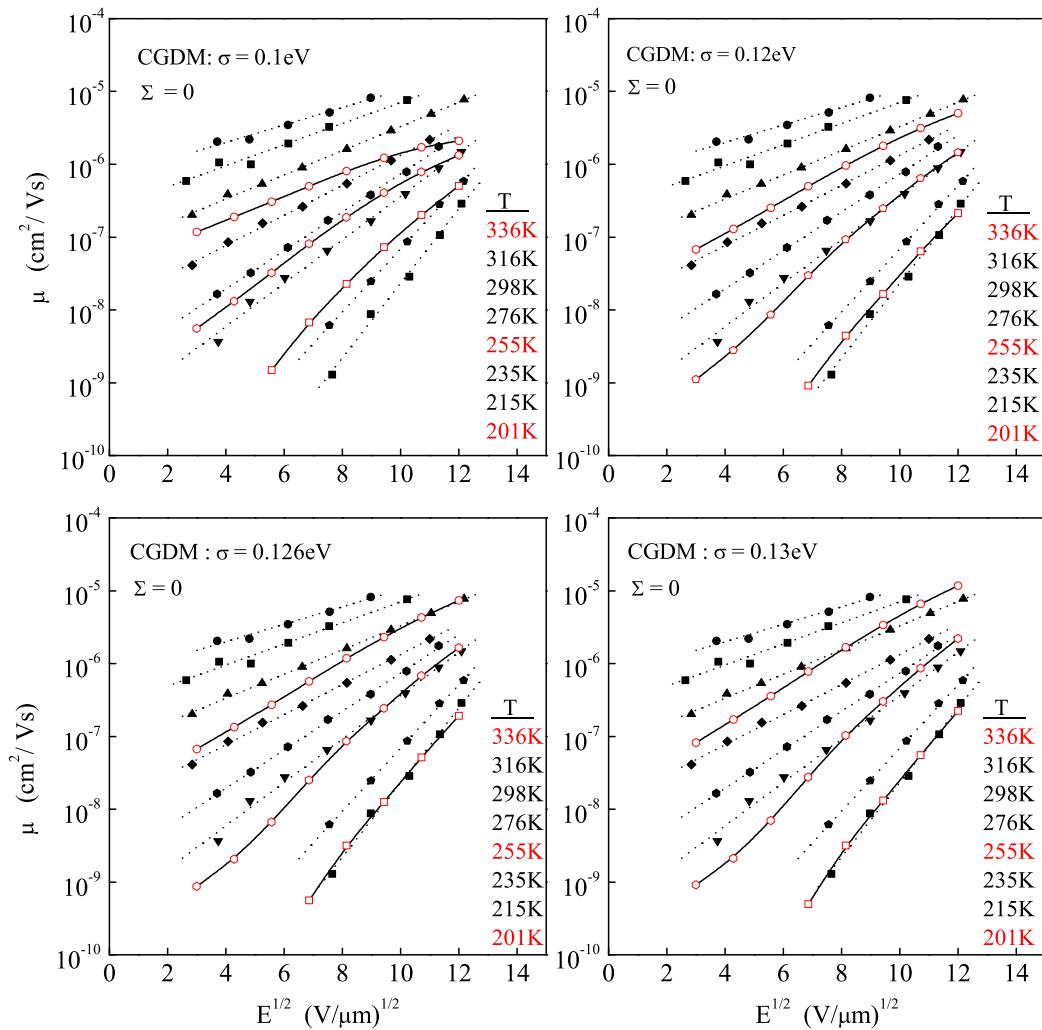 10⁻⁴
CGDM: σ = 0.1eV
Σ = 0
10⁻⁵
10⁻⁶
10⁻⁷
10⁻⁸
10⁻⁹
10⁻¹⁰
μ (cm²/ Vs)
T
336K
316K
298K
276K
255K
235K
215K
201K
0 2 4 6 8 10 12 14
10⁻⁴
CGDM: σ = 0.12eV
Σ = 0
10⁻⁵
10⁻⁶
10⁻⁷
10⁻⁸
10⁻⁹
10⁻¹⁰
T
336K
316K
298K
276K
255K
235K
215K
201K
0 2 4 6 8 10 12 14
10⁻⁴
CGDM : σ = 0.126eV
Σ = 0
10⁻⁵
10⁻⁶
10⁻⁷
10⁻⁸
10⁻⁹
10⁻¹⁰
μ (cm²/ Vs)
T
336K
316K
298K
276K
255K
235K
215K
201K
0 2 4 6 8 10 12 14
E¹/² (V/μm)¹/²
10⁻⁴
CGDM : σ = 0.13eV
Σ = 0
10⁻⁵
10⁻⁶
10⁻⁷
10⁻⁸
10⁻⁹
10⁻¹⁰
T
336K
316K
298K
276K
255K
235K
215K
201K
0 2 4 6 8 10 12 14
E¹/² (V/μm)¹/²